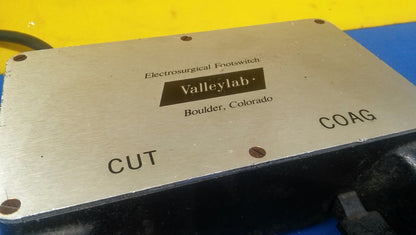 Electrosurgical Footswitch
Valleylab
Boulder, Colorado
CUT COAG